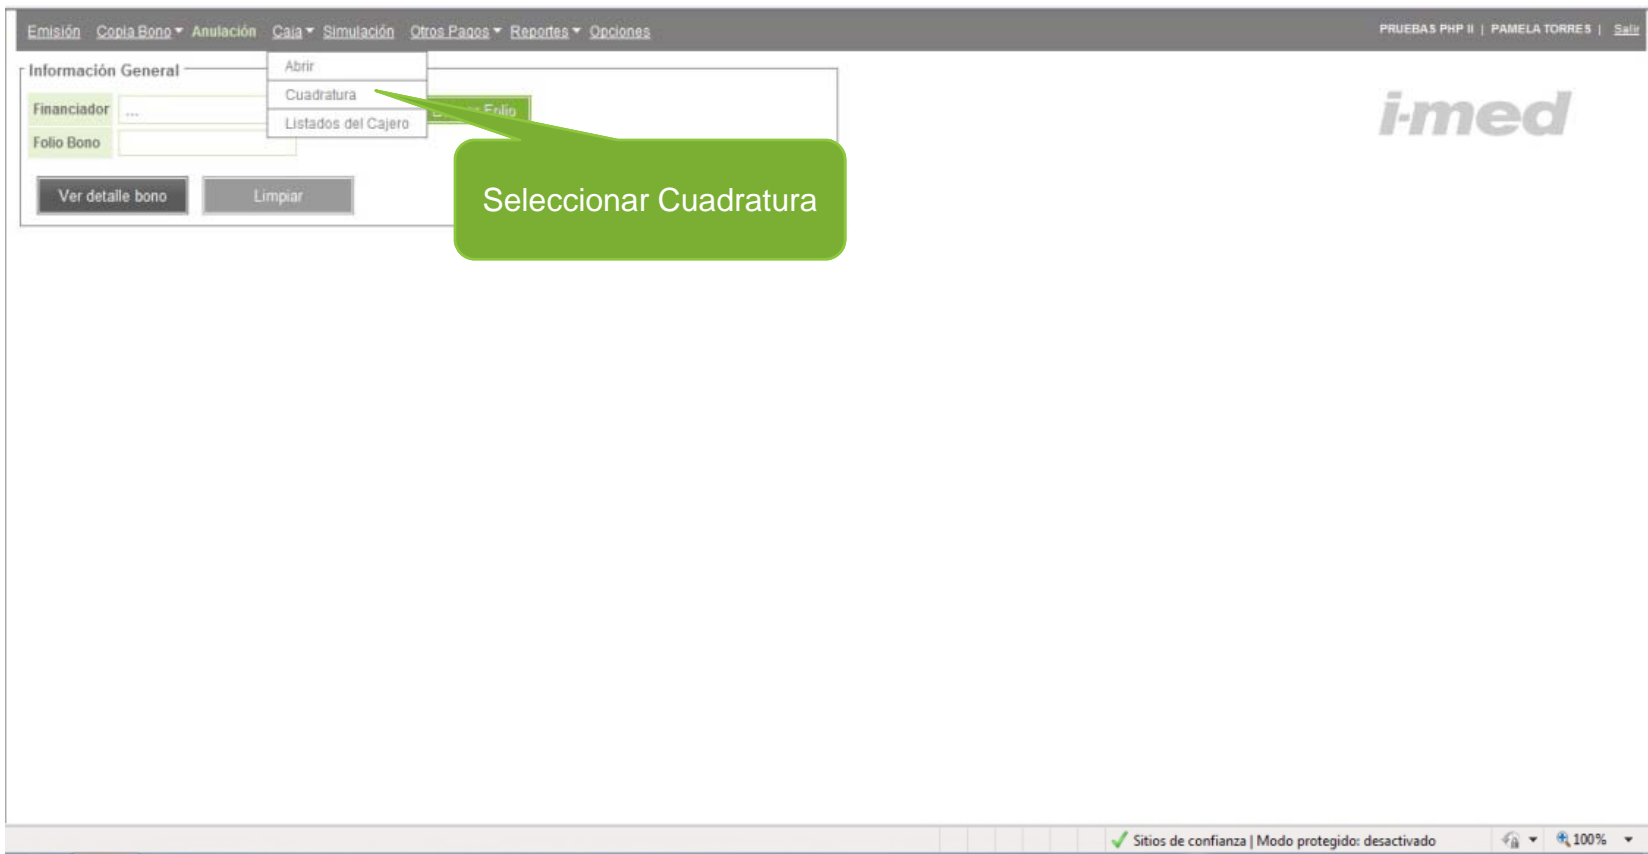 Emisión Copia Bono Anulación Caja Simulación Otros Pagos Reportes Opciones PRUEBAS PHP II | PAMELA TORRES | Salir
Información General
Abrir
Cuadratura
Listados del Cajero
Financiador ... Folio
Folio Bono
Ver detalle bono Limpiar
Seleccionar Cuadratura
i-med
Sitios de confianza | Modo protegido: desactivado 100%